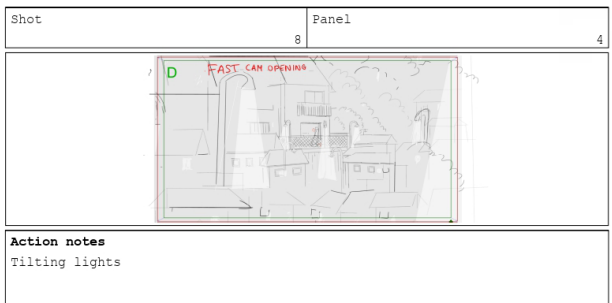 Shot
8
Panel
4
D
FAST CAM OPENING
Action notes
Tilting lights